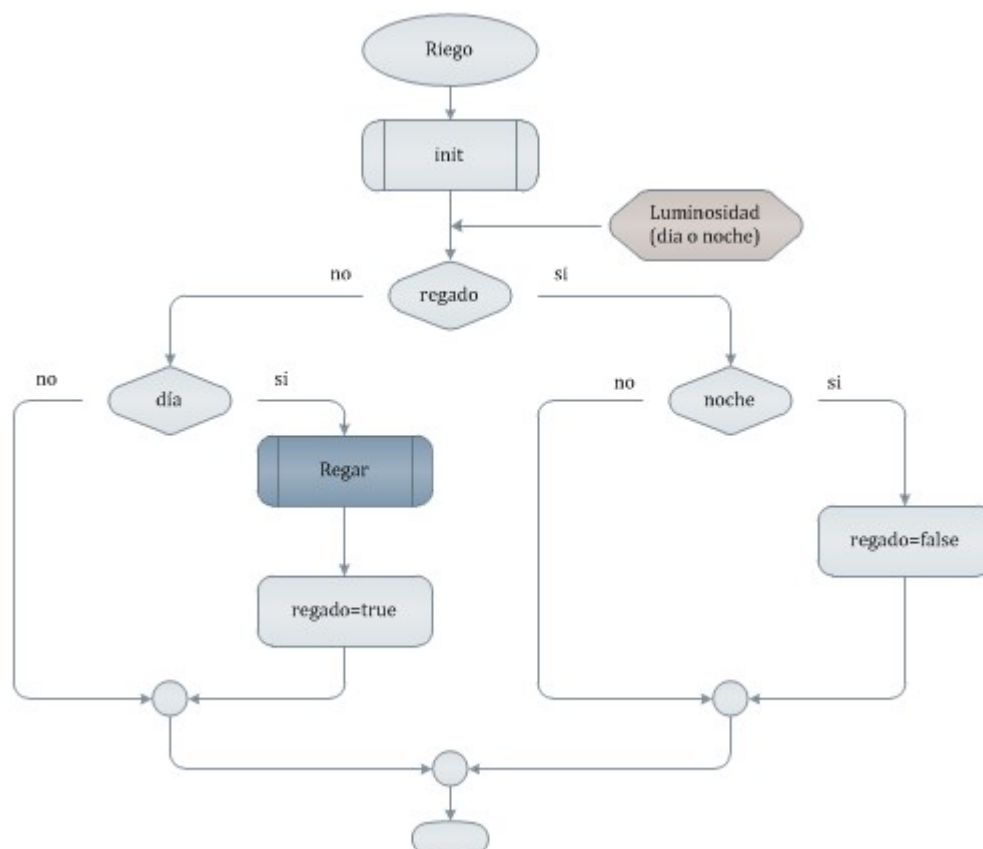 Riego
init
Luminosidad
(dia o noche)
no
si
regado
no
si
no
si
día
noche
Regar
regado=false
regado=true